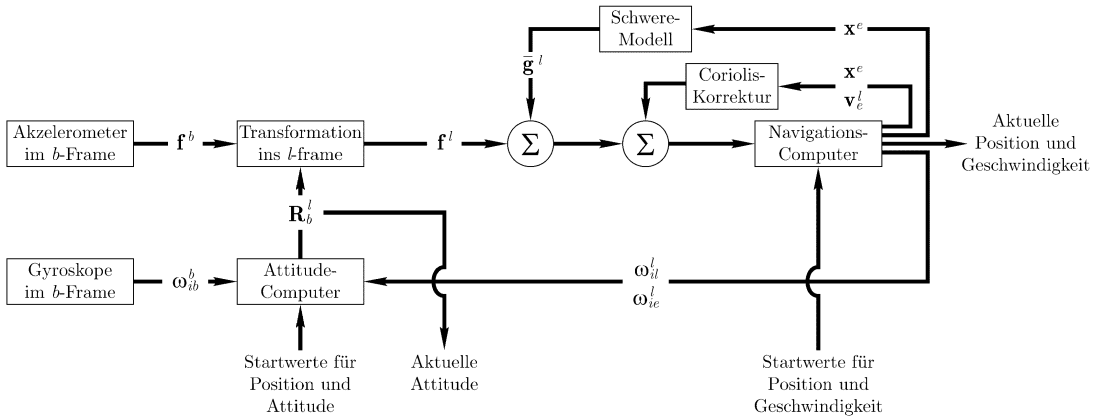 Schwere-
Modell
x^e
g̅^l
Coriolis-
Korrektur
x^e
v_e^l
Akzelerometer
im b-Frame
f^b
Transformation
ins l-frame
f^l
Σ
Σ
Navigations-
Computer
Aktuelle
Position und
Geschwindigkeit
R_b^l
Gyroskope
im b-Frame
ω_ib^b
Attitude-
Computer
ω_il^l
ω_ie^l
Startwerte für
Position und
Attitude
Aktuelle
Attitude
Startwerte für
Position und
Geschwindigkeit